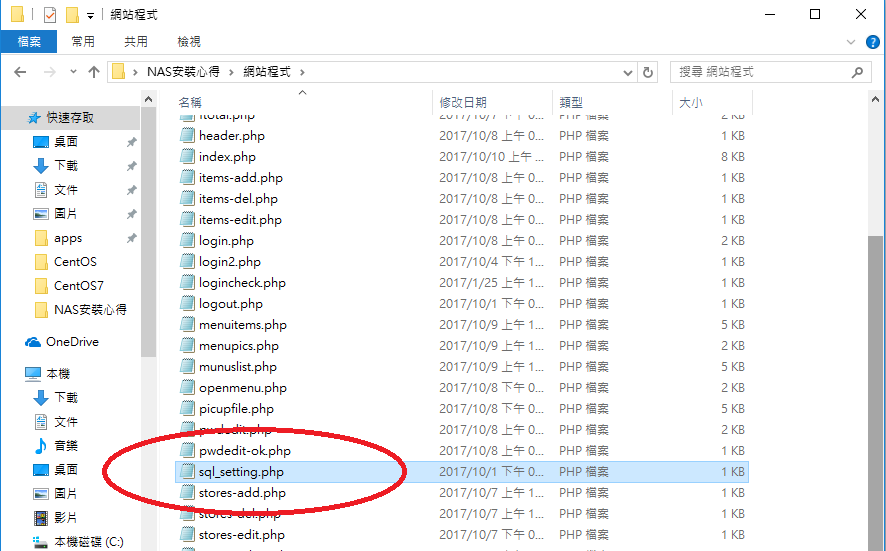 網站程式
檔案 常用 共用 檢視
NAS安裝心得 網站程式 搜尋 網站程式
名稱 修改日期 類型 大小
快速存取
桌面
下載
文件
圖片
apps
CentOS
CentOS7
NAS安裝心得
OneDrive
本機
下載
文件
音樂
桌面
圖片
影片
本機磁碟 (C:)
2017/10/7 下午 0... PHP 檔案 2 KB
header.php 2017/10/8 上午 0... PHP 檔案 1 KB
index.php 2017/10/10 上午 ... PHP 檔案 8 KB
items-add.php 2017/10/8 上午 0... PHP 檔案 1 KB
items-del.php 2017/10/8 上午 0... PHP 檔案 1 KB
items-edit.php 2017/10/8 上午 0... PHP 檔案 1 KB
login.php 2017/10/8 上午 0... PHP 檔案 2 KB
login2.php 2017/10/4 下午 1... PHP 檔案 1 KB
logincheck.php 2017/1/25 上午 1... PHP 檔案 1 KB
logout.php 2017/10/1 下午 0... PHP 檔案 1 KB
menuitems.php 2017/10/9 上午 1... PHP 檔案 5 KB
menupics.php 2017/10/9 上午 1... PHP 檔案 2 KB
munuslist.php 2017/10/9 上午 1... PHP 檔案 5 KB
openmenu.php 2017/10/8 下午 0... PHP 檔案 2 KB
picupfile.php 2017/10/8 下午 0... PHP 檔案 5 KB
pwdedit.php 2017/10/8 下午 0... PHP 檔案 2 KB
pwdedit-ok.php 2017/10/8 上午 0... PHP 檔案 1 KB
sql_setting.php 2017/10/1 下午 0... PHP 檔案 1 KB
stores-add.php 2017/10/7 上午 1... PHP 檔案 1 KB
stores-del.php 2017/10/7 下午 1... PHP 檔案 1 KB
stores-edit.php 2017/10/7 下午 0... PHP 檔案 1 KB